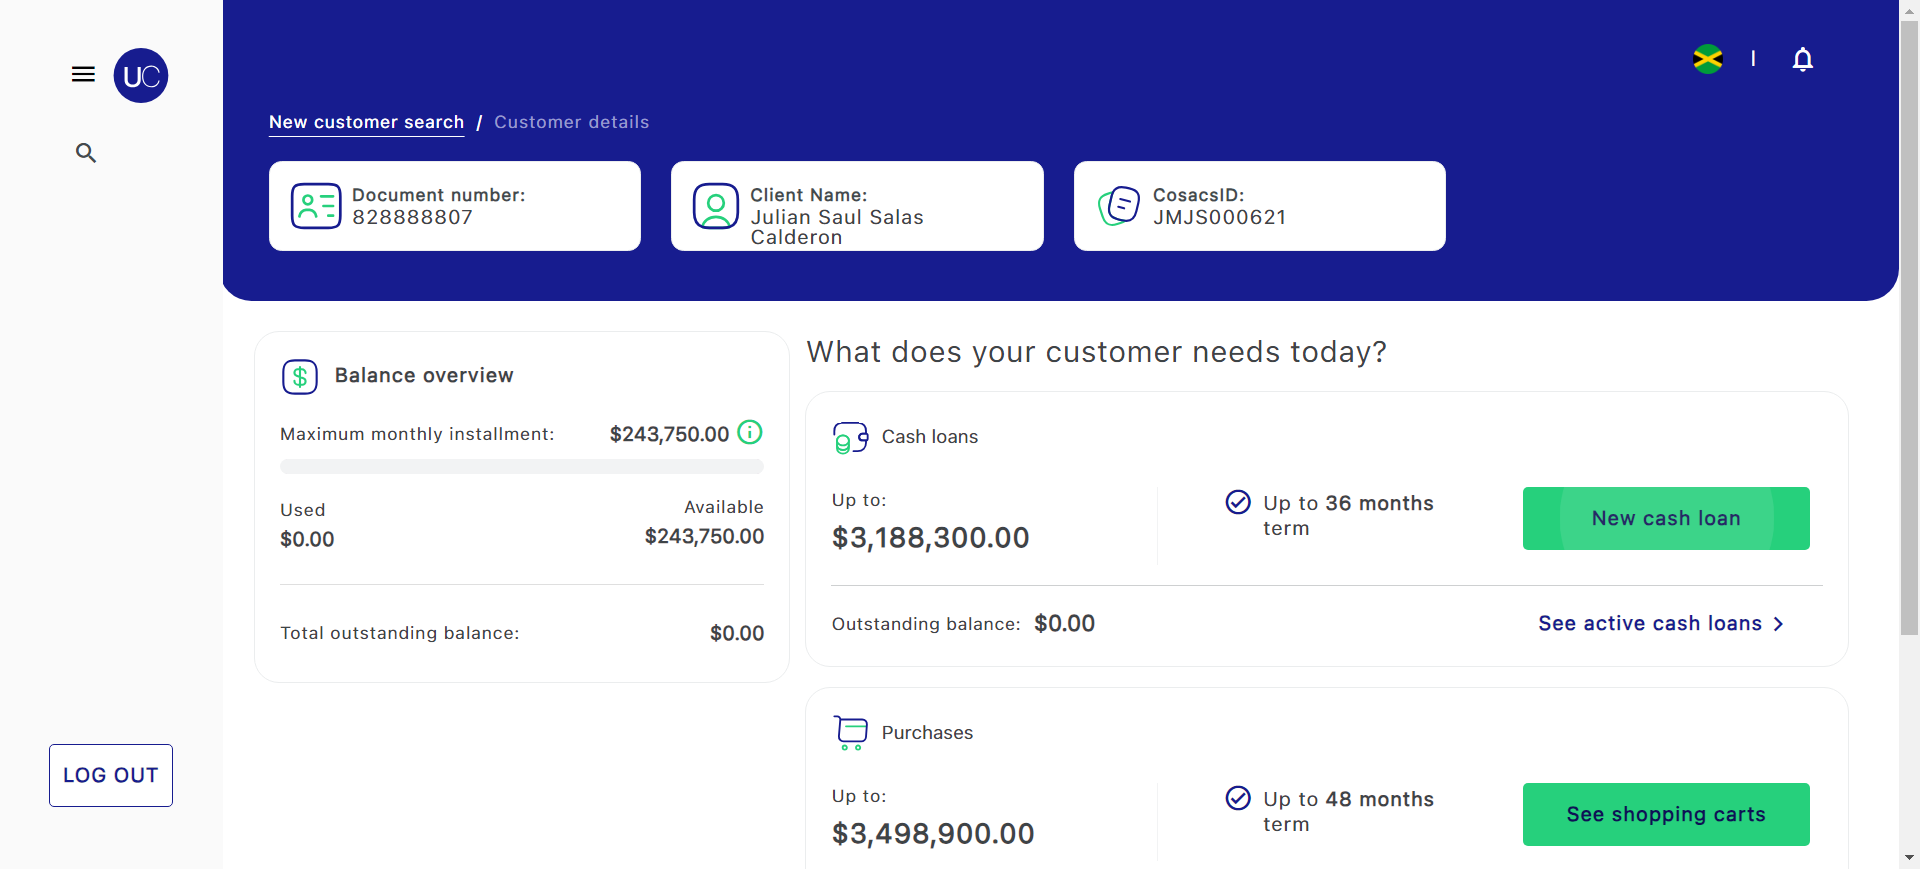 UC
New customer search / Customer details
Document number:
828888807
Client Name:
Julian Saul Salas
Calderon
CosacsID:
JMJS000621
Balance overview
Maximum monthly installment: $243,750.00
Used
$0.00
Available
$243,750.00
Total outstanding balance: $0.00
LOG OUT
What does your customer needs today?
Cash loans
Up to:
$3,188,300.00
Up to 36 months
term
New cash loan
Outstanding balance: $0.00
See active cash loans
Purchases
Up to:
$3,498,900.00
Up to 48 months
term
See shopping carts